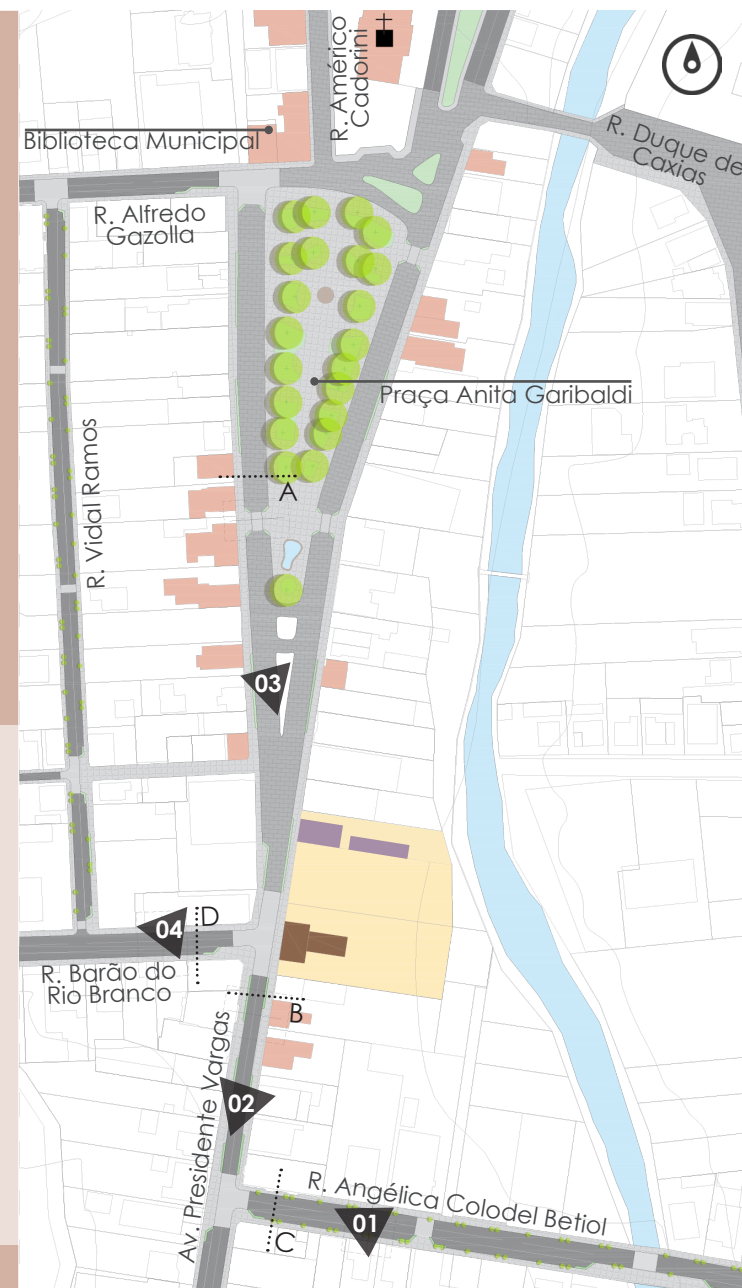 R. Américo
Cadorini
Biblioteca Municipal
R. Duque de
Caxias
R. Alfredo
Gazolla
Praça Anita Garibaldi
R. Vidal Ramos
A
03
04
D
R. Barão do
Rio Branco
B
Av. Presidente Vargas
02
R. Angélica Colodel Betiol
01
C